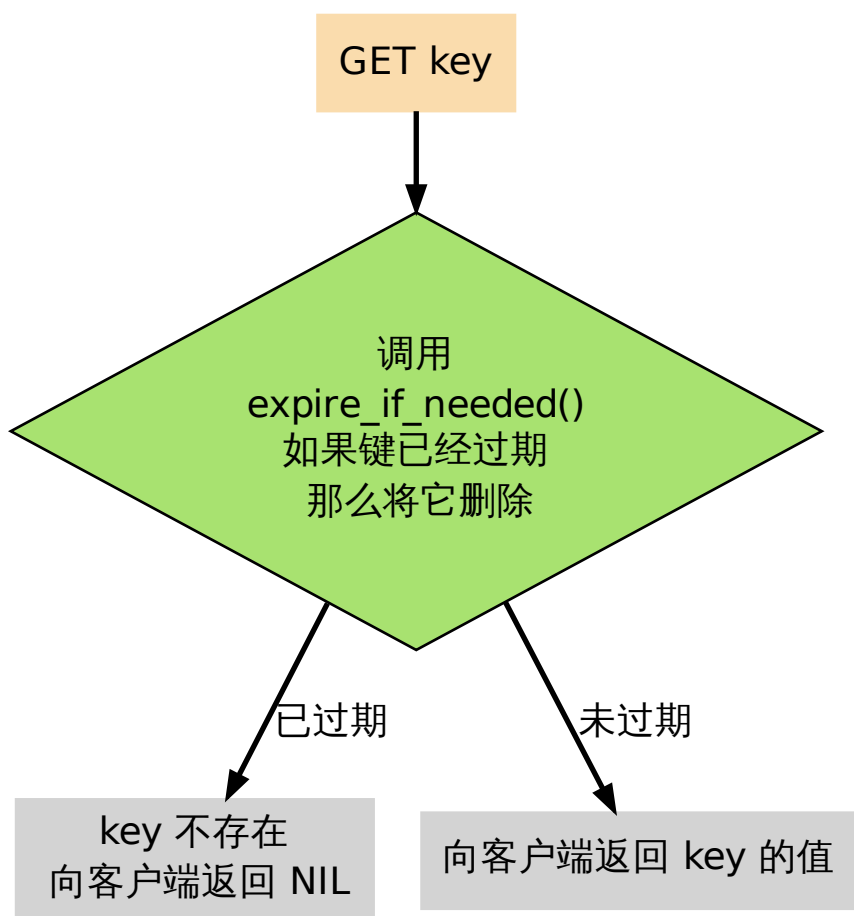 GET key
调用
expire_if_needed()
如果键已经过期
那么将它删除
已过期
未过期
key 不存在
向客户端返回 NIL
向客户端返回 key 的值